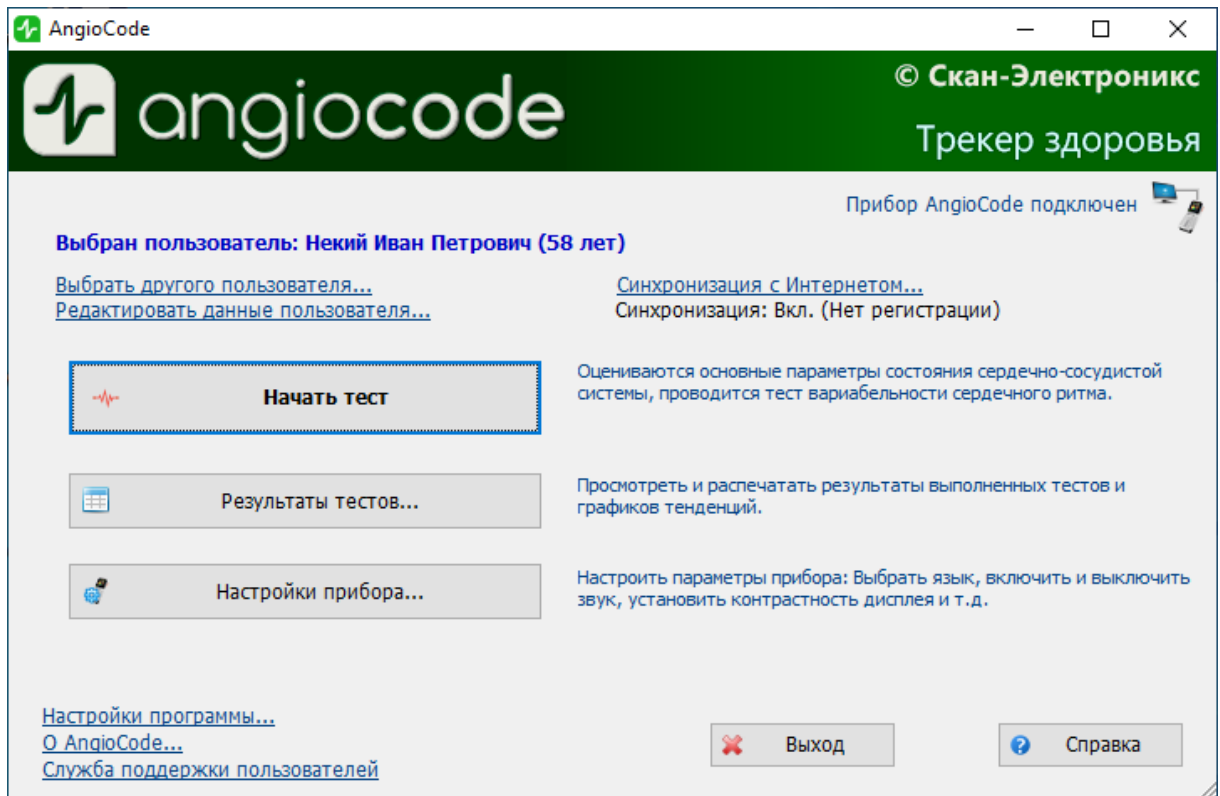 AngioCode
angiocode
© Скан-Электроникс
Трекер здоровья
Прибор AngioCode подключен
Выбран пользователь: Некий Иван Петрович (58 лет)
Выбрать другого пользователя...
Синхронизация с Интернетом...
Редактировать данные пользователя...
Синхронизация: Вкл. (Нет регистрации)
Начать тест
Оцениваются основные параметры состояния сердечно-сосудистой
системы, проводится тест вариабельности сердечного ритма.
Результаты тестов...
Просмотреть и распечатать результаты выполненных тестов и
графиков тенденций.
Настройки прибора...
Настроить параметры прибора: Выбрать язык, включить и выключить
звук, установить контрастность дисплея и т.д.
Настройки программы...
О AngioCode...
Служба поддержки пользователей
Выход
Справка